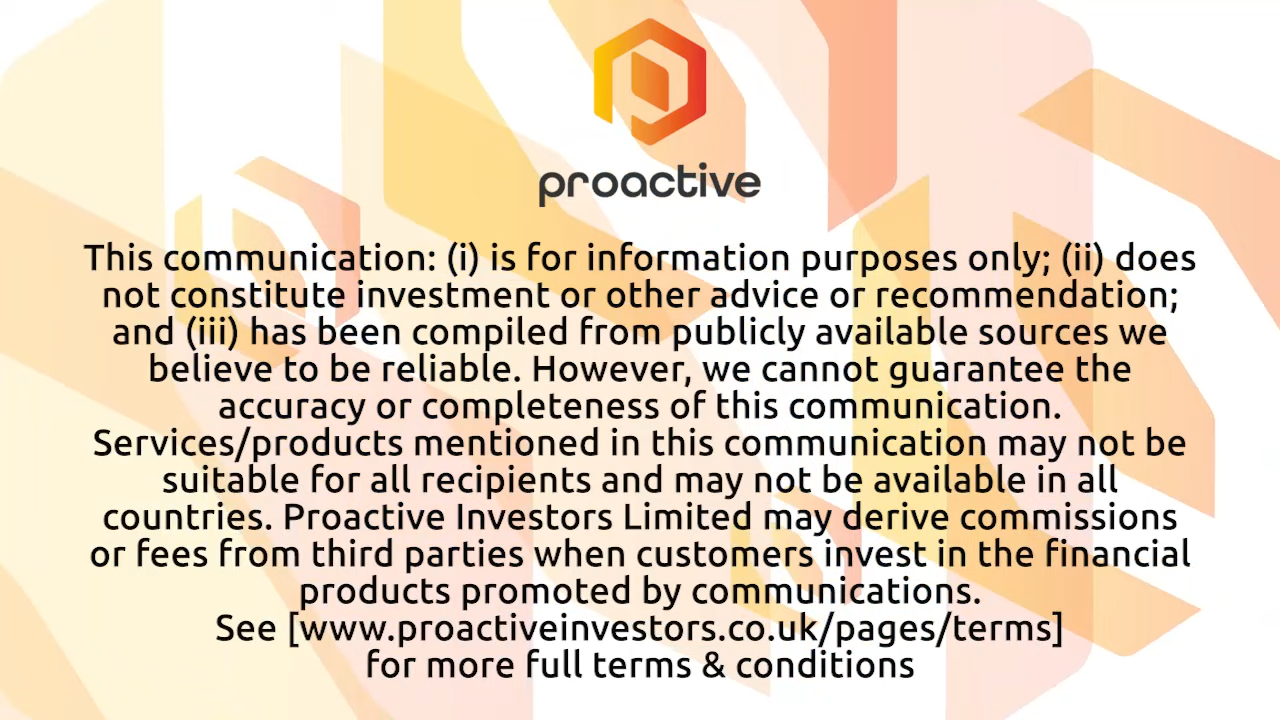 proactive
This communication: (i) is for information purposes only; (ii) does
not constitute investment or other advice or recommendation;
and (iii) has been compiled from publicly available sources we
believe to be reliable. However, we cannot guarantee the
accuracy or completeness of this communication.
Services/products mentioned in this communication may not be
suitable for all recipients and may not be available in all
countries. Proactive Investors Limited may derive commissions
or fees from third parties when customers invest in the financial
products promoted by communications.
See [www.proactiveinvestors.co.uk/pages/terms]
for more full terms & conditions